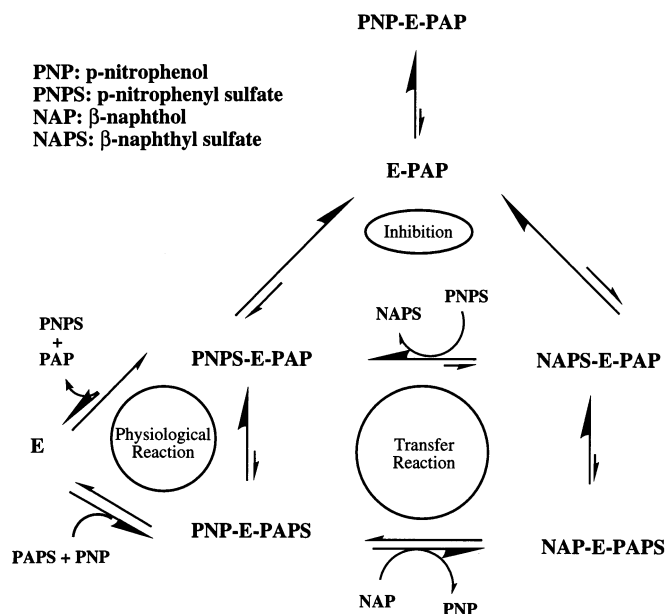 PNP-E-PAP
PNP: p-nitrophenol
PNPS: p-nitrophenyl sulfate
NAP: β-naphthol
NAPS: β-naphthyl sulfate
E-PAP
Inhibition
PNPS
+
PAP
NAPS
PNPS
PNPS-E-PAP
NAPS-E-PAP
E
Physiological
Reaction
Transfer
Reaction
PAPS + PNP
PNP-E-PAPS
NAP-E-PAPS
NAP
PNP